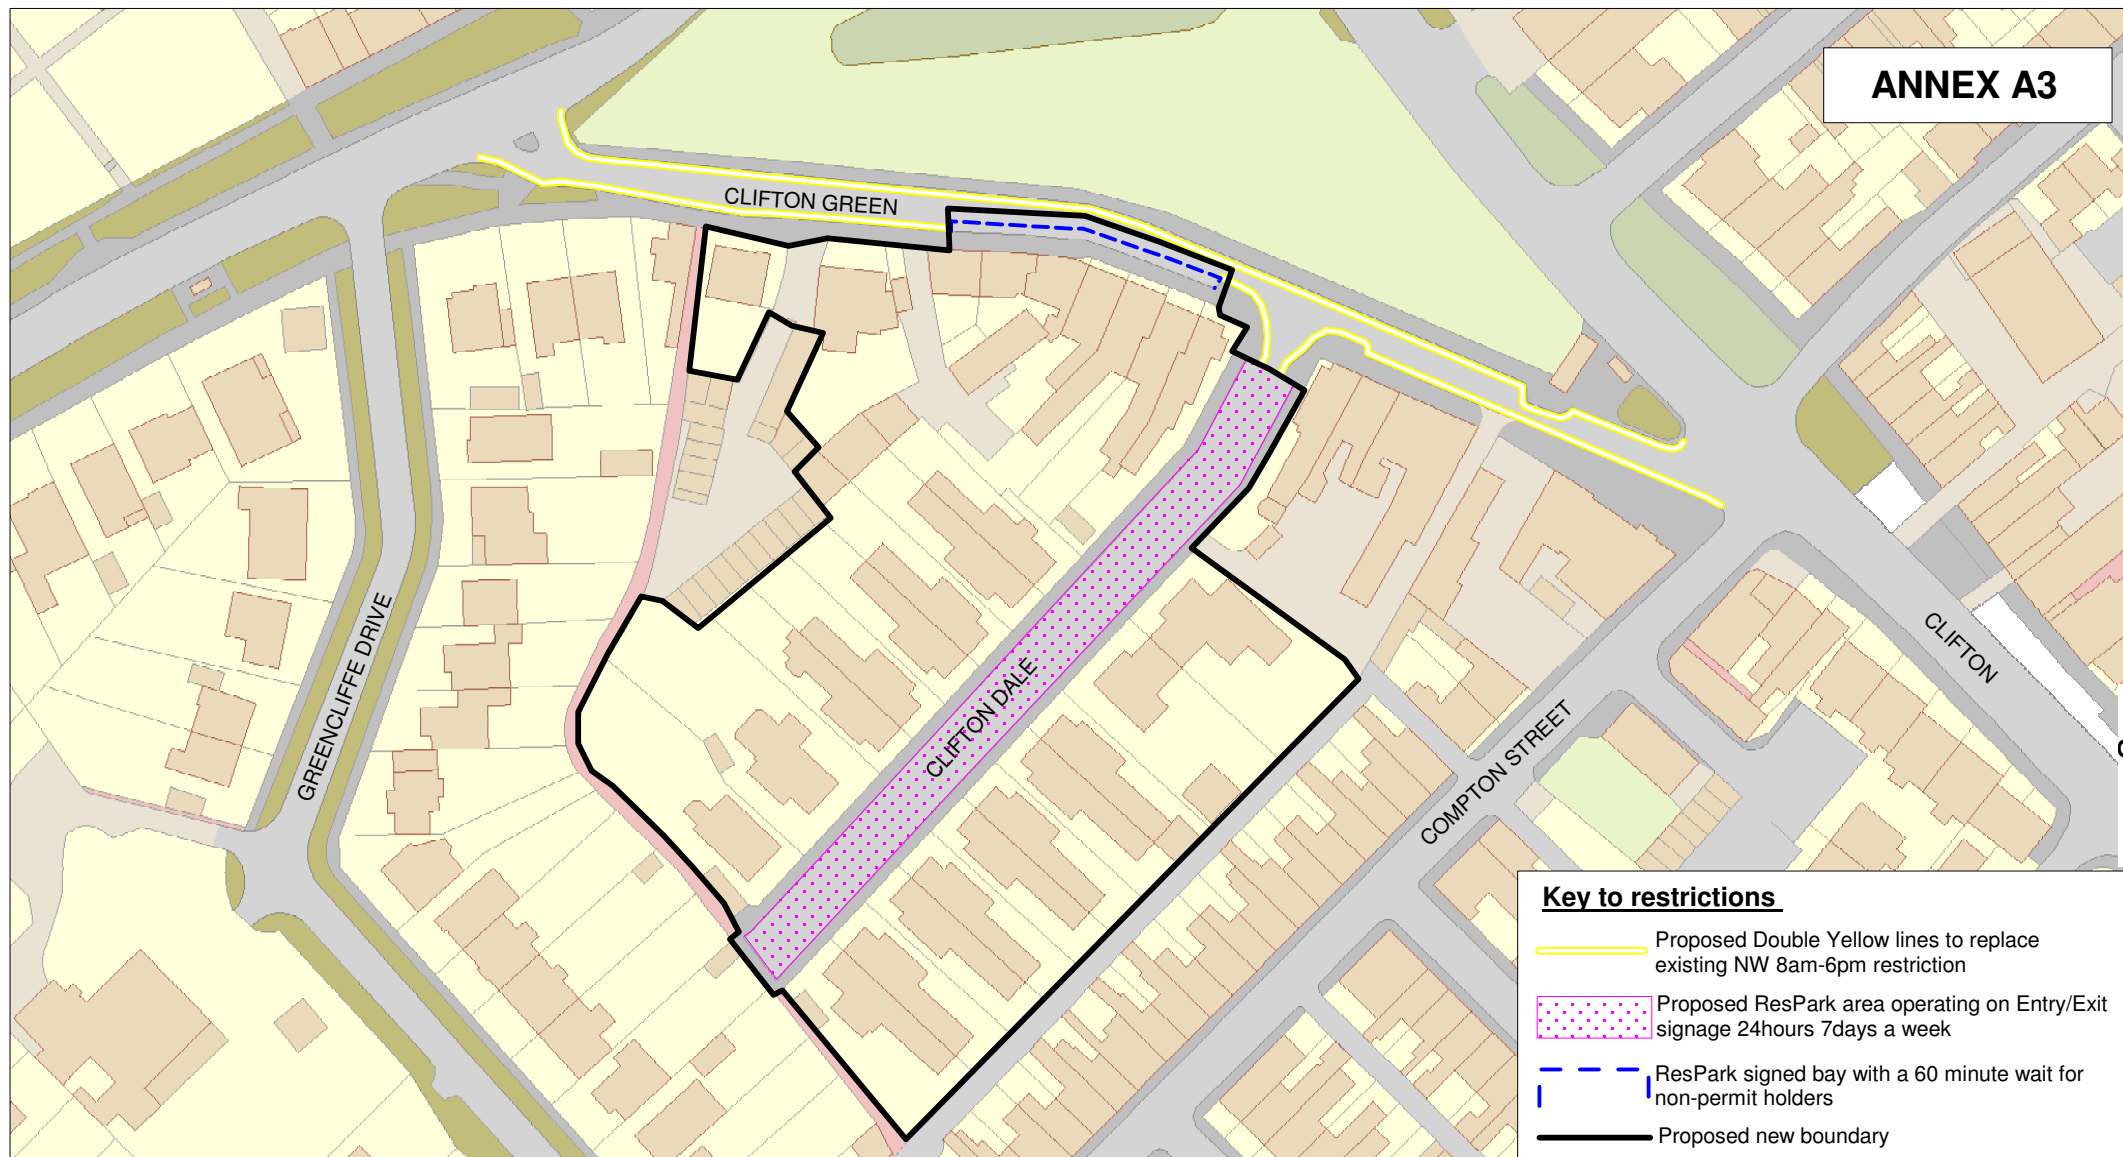 ANNEX A3
CLIFTON GREEN
GREENCLIFFE DRIVE
CLIFTON DALE
COMPTON STREET
CLIFTON
Key to restrictions
Proposed Double Yellow lines to replace
existing NW 8am-6pm restriction
Proposed ResPark area operating on Entry/Exit
signage 24hours 7days a week
ResPark signed bay with a 60 minute wait for
non-permit holders
Proposed new boundary